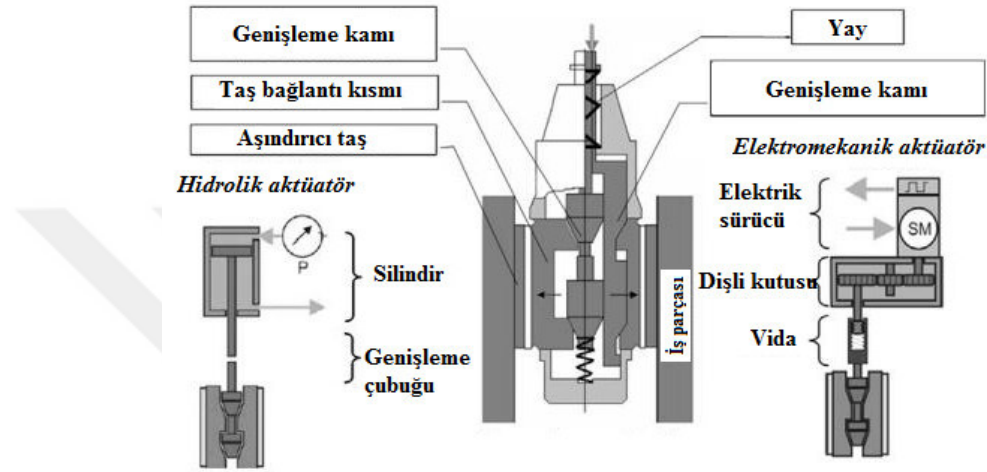 Genişleme kamı
Taş bağlantı kısmı
Aşındırıcı taş
Hidrolik aktüatör
P
Silindir
Genişleme
çubuğu
Yay
Genişleme kamı
İş parçası
Elektromekanik aktüatör
Elektrik
sürücü
SM
Dişli kutusu
Vida